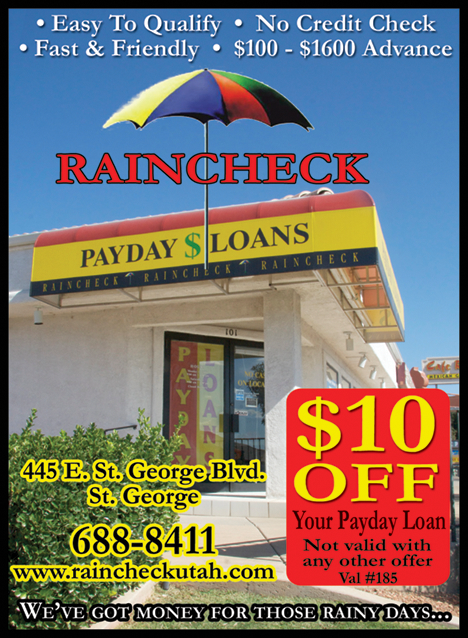 • Easy To Qualify • No Credit Check
• Fast & Friendly • $100 - $1600 Advance
RAINCHECK
PAYDAY $ LOANS
RAINCHECK RAINCHECK RAINCHECK
101
PAYDAY
LOAN
$10
OFF
Your Payday Loan
Not valid with
any other offer
Val #185
445 E. St. George Blvd.
St. George
688-8411
www.raincheckutah.com
WE'VE GOT MONEY FOR THOSE RAINY DAYS...